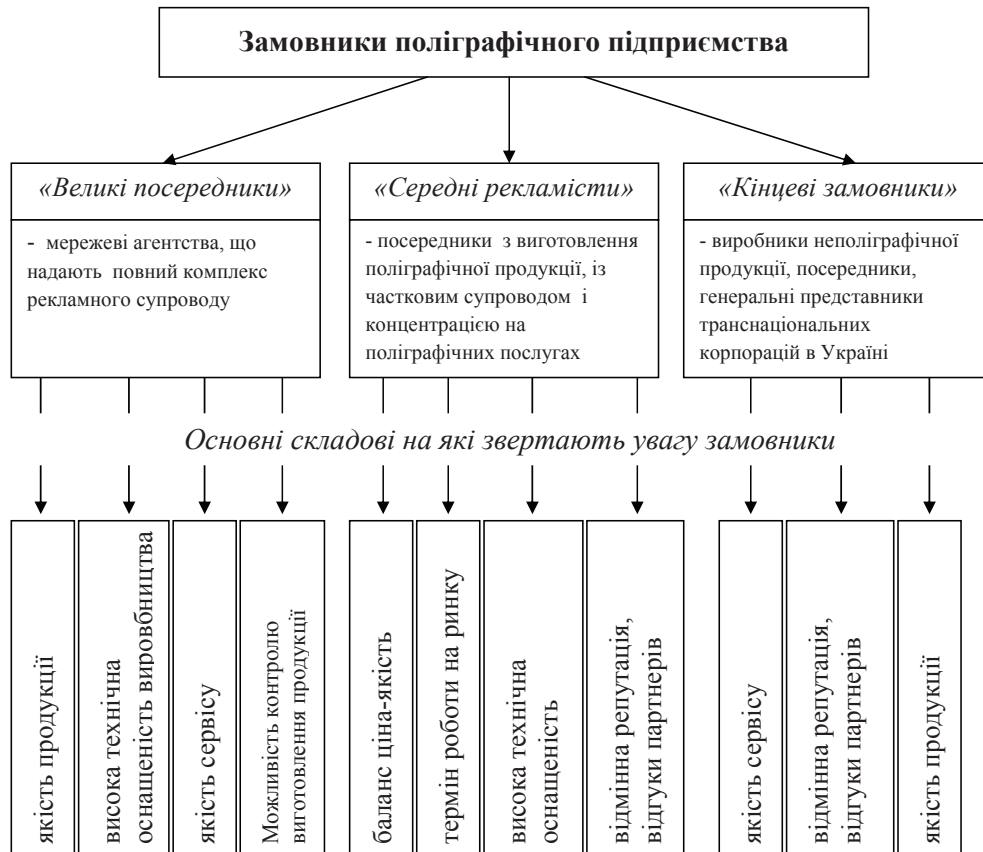 Замовники поліграфічного підприємства
«Великі посередники»
- мережеві агентства, що
надають повний комплекс
рекламного супроводу
«Середні рекламісти»
- посередники з виготовлення
поліграфічної продукції, із
частковим супроводом і
концентрацією на
поліграфічних послугах
«Кінцеві замовники»
- виробники неполіграфічної
продукції, посередники,
генеральні представники
транснаціональних
корпорацій в Україні
Основні складові на які звертають увагу замовники
якість продукції
висока технічна
оснащеність вировбництва
якість сервісу
Можливість контролю
виготовлення продукції
баланс ціна-якість
термін роботи на ринку
висока технічна
оснащеність
відмінна репутація,
відгуки партнерів
якість сервісу
відмінна репутація,
відгуки партнерів
якість продукції